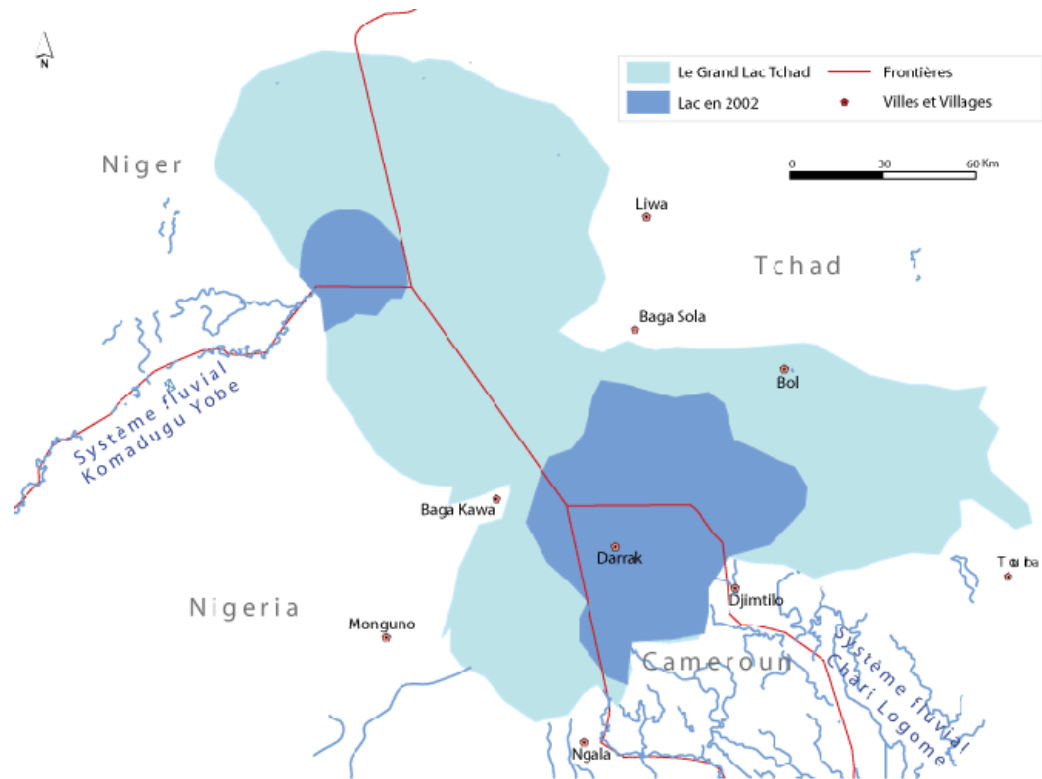 N
Le Grand Lac Tchad
Frontières
Lac en 2002
Villes et Villages
0 30 60 Km
Niger
Liwa
Tchad
Baga Sola
Bol
Système fluvial
Komadugu Yobe
Baga Kawa
Darrak
Djimtilo
Nigeria
Monguno
Cameroun
Système fluvial
Chari Logome
Ngala